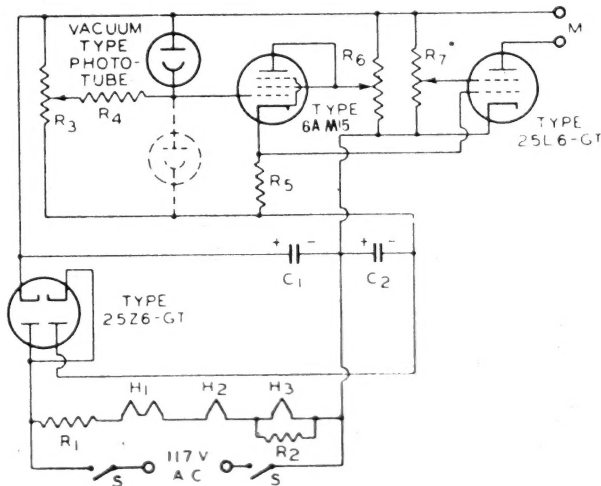 VACUUM
TYPE
PHOTO-
TUBE
M
R6
R7
R3
R4
TYPE
6AM15
TYPE
25L6-GT
R5
+ -
C1
+ -
C2
TYPE
25Z6-GT
H1
H2
H3
R1
R2
S
117V
AC
S